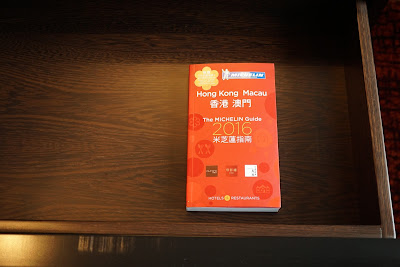 MICHELIN
Hong Kong Macau
香港 澳門
The MICHELIN Guide
2016
米芝蓮指南
HOTELS & RESTAURANTS